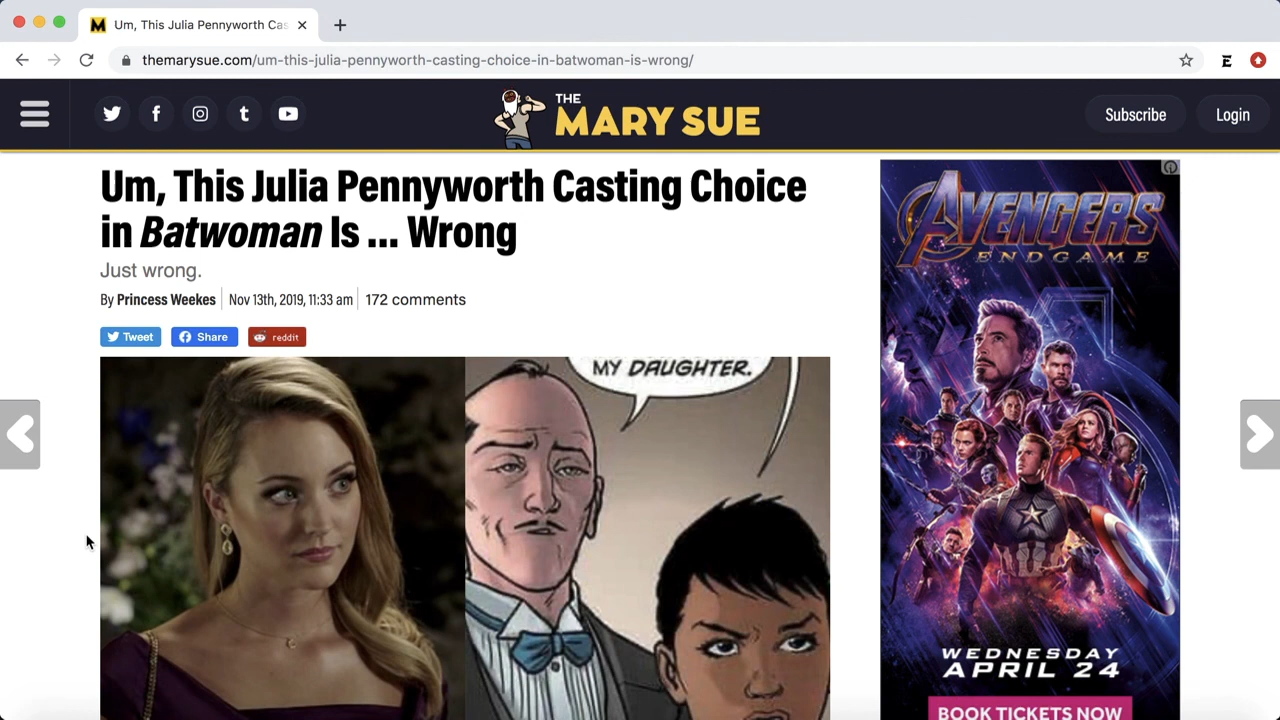 Um, This Julia Pennyworth Cas
themarysue.com/um-this-julia-pennyworth-casting-choice-in-batwoman-is-wrong/
THE
MARY SUE
Subscribe
Login
Um, This Julia Pennyworth Casting Choice
in Batwoman Is ... Wrong
Just wrong.
By Princess Weekes
Nov 13th, 2019, 11:33 am
172 comments
Tweet
Share
reddit
MY DAUGHTER.
AVENGERS
ENDGAME
WEDNESDAY
APRIL 24
BOOK TICKETS NOW